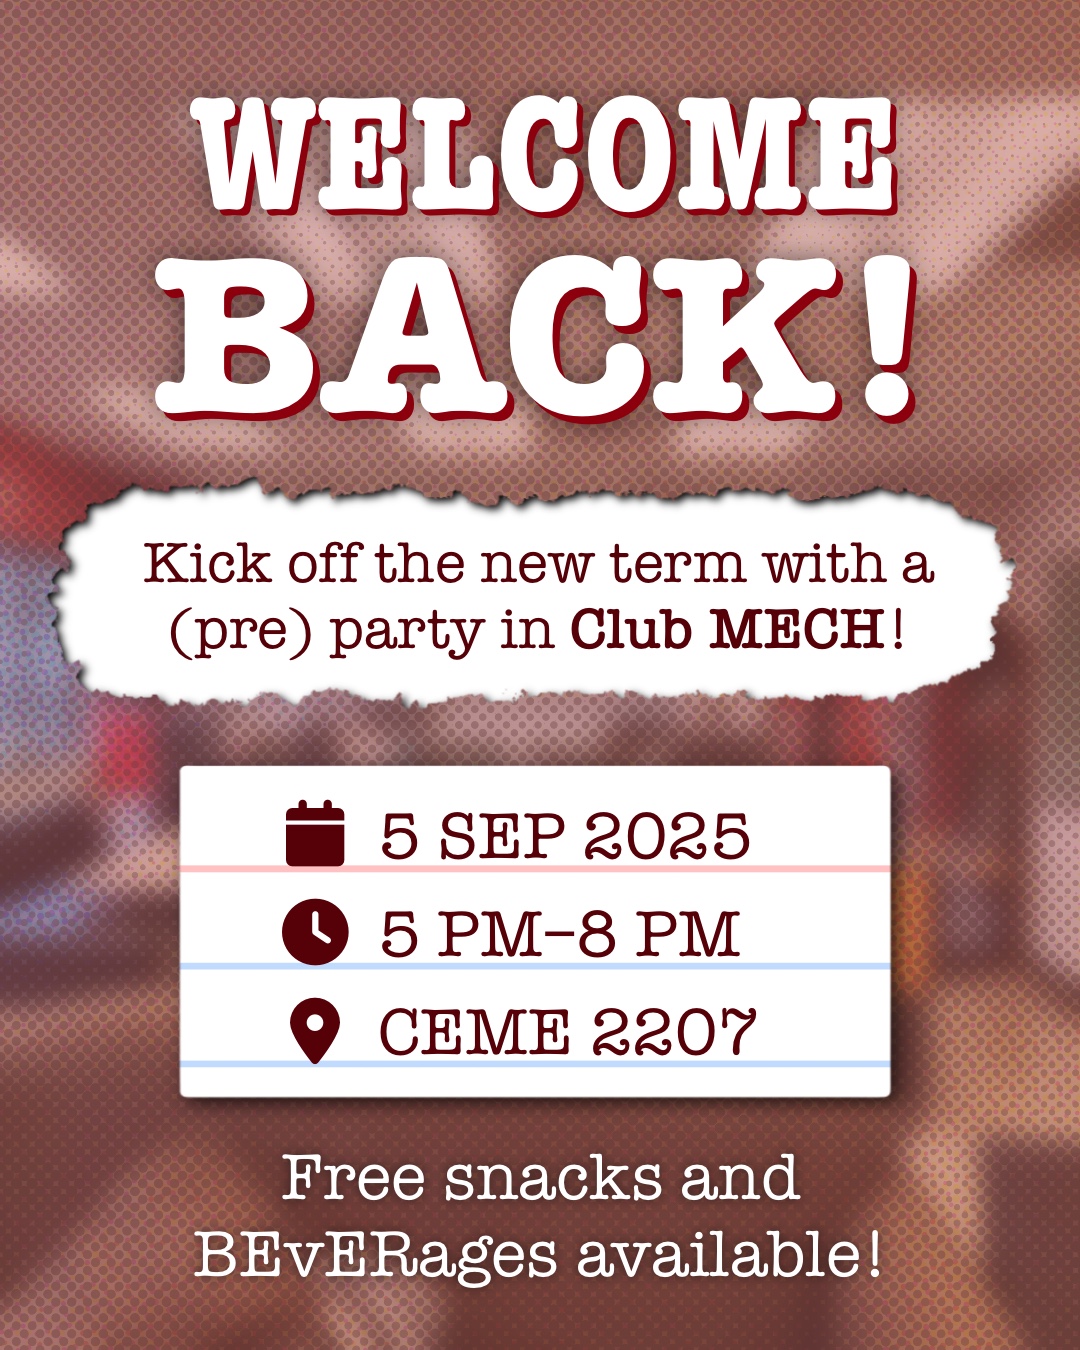 WELCOME
BACK!
Kick off the new term with a
(pre) party in Club MECH!
5 SEP 2025
5 PM–8 PM
CEME 2207
Free snacks and
BEvERages available!